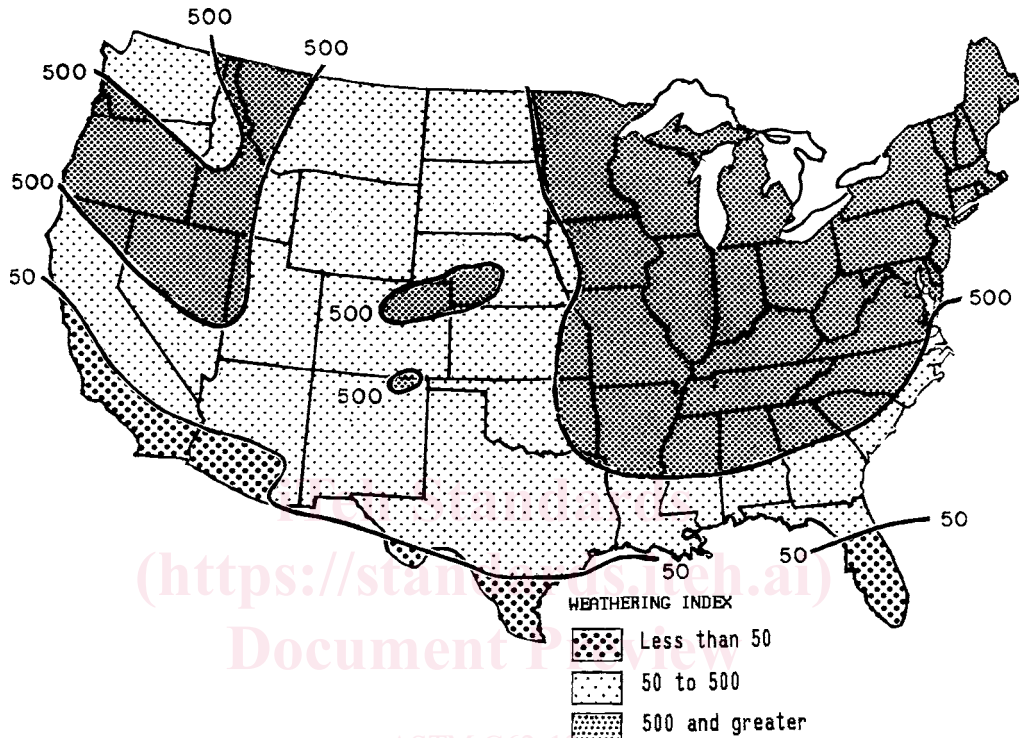 500
500
500
500
50
500
500
500
50
50
50
iTeh Standards
(https://standards.iteh.ai)
Document Preview
WEATHERING INDEX
Less than 50
50 to 500
500 and greater